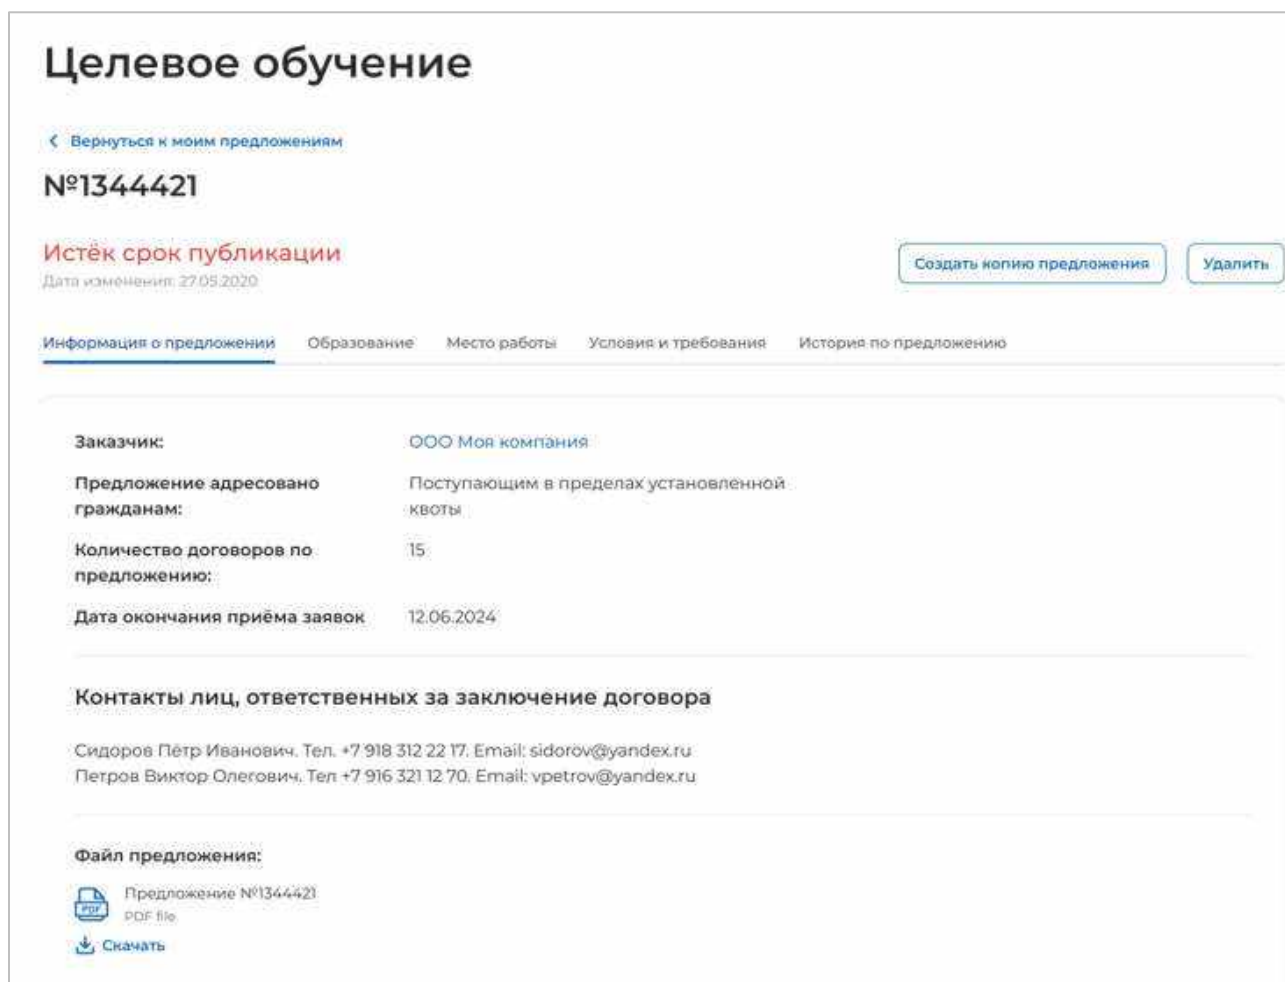 Целевое обучение
Вернуться к моим предложениям
№1344421
Истёк срок публикации
Дата изменения: 27.05.2020
Создать копию предложения
Удалить
Информация о предложении Образование Место работы Условия и требования История по предложению
Заказчик: ООО Моя компания
Предложение адресовано Поступающим в пределах установленной
гражданам: квоты
Количество договоров по 15
предложению:
Дата окончания приёма заявок 12.06.2024
Контакты лиц, ответственных за заключение договора
Сидоров Пётр Иванович. Тел. +7 918 312 22 17. Email: sidorov@yandex.ru
Петров Виктор Олегович. Тел +7 916 321 12 70. Email: vpetrov@yandex.ru
Файл предложения:
Предложение №1344421
PDF
PDF file
Скачать